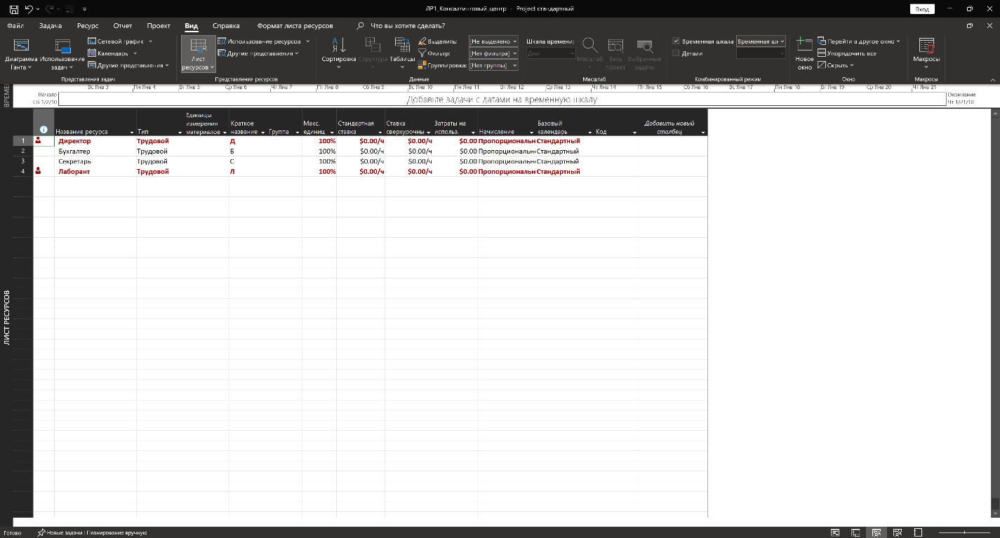 ЛР1_Консалтинговый_центр - Project стандартный
Вход
Файл Задача Ресурс Отчет Проект Вид Справка Формат листа ресурсов Что вы хотите сделать?
Диаграмма Ганта
Использование задач
Сетевой график
Календарь
Другие представления
Представления задач
Лист ресурсов
Использование ресурсов
Другие представления
Представления ресурсов
Сортировка
Структура
Таблицы
Выделить: [Не выделено
Фильтр: [Нет фильтра]
Группировка: [Нет группы]
Данные
Шкала времени:
Дни
Масштаб
Весь проект
Выбранные задачи
Масштаб
Временная шкала Временная шк
Детали
Комбинированный режим
Новое окно
Перейти в другое окно
Упорядочить все
Скрыть
Окно
Макросы
Макросы
ВРЕМЕ
Вс Янв 3 Пн Янв 4 Вт Янв 5 Ср Янв 6 Чт Янв 7 Пт Янв 8 Сб Янв 9 Вс Янв 10 Пн Янв 11 Вт Янв 12 Ср Янв 13 Чт Янв 14 Пт Янв 15 Сб Янв 16 Вс Янв 17 Пн Янв 18 Вт Янв 19 Ср Янв 20 Чт Янв 21
Начало
Сб 1/2/10
Добавьте задачи с датами на временную шкалу
Окончание
Чт 1/21/10
Название ресурса Тип Единицы измерения материалов Краткое название Группа Макс. единиц Стандартная ставка Ставка сверхурочны Затраты на использ. Начисление Базовый календарь Код Добавить новый столбец
1 Директор Трудовой Д 100% $0.00/ч $0.00/ч $0.00 Пропорциональн Стандартный
2 Бухгалтер Трудовой Б 100% $0.00/ч $0.00/ч $0.00 Пропорциональн Стандартный
3 Секретарь Трудовой С 100% $0.00/ч $0.00/ч $0.00 Пропорциональн Стандартный
4 Лаборант Трудовой Л 100% $0.00/ч $0.00/ч $0.00 Пропорциональн Стандартный
ЛИСТ РЕСУРСОВ
Готово Новые задачи : Планирование вручную